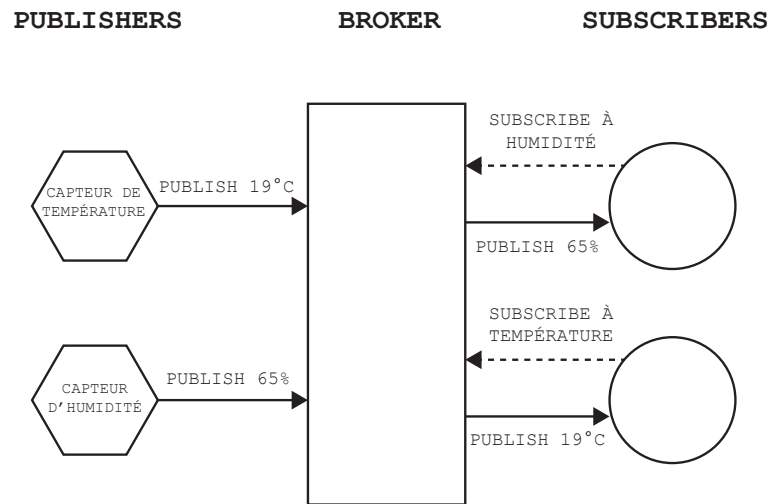 PUBLISHERS
BROKER
SUBSCRIBERS
CAPTEUR DE
TEMPÉRATURE
PUBLISH 19°C
SUBSCRIBE À
HUMIDITÉ
PUBLISH 65%
CAPTEUR
D'HUMIDITÉ
PUBLISH 65%
SUBSCRIBE À
TEMPÉRATURE
PUBLISH 19°C